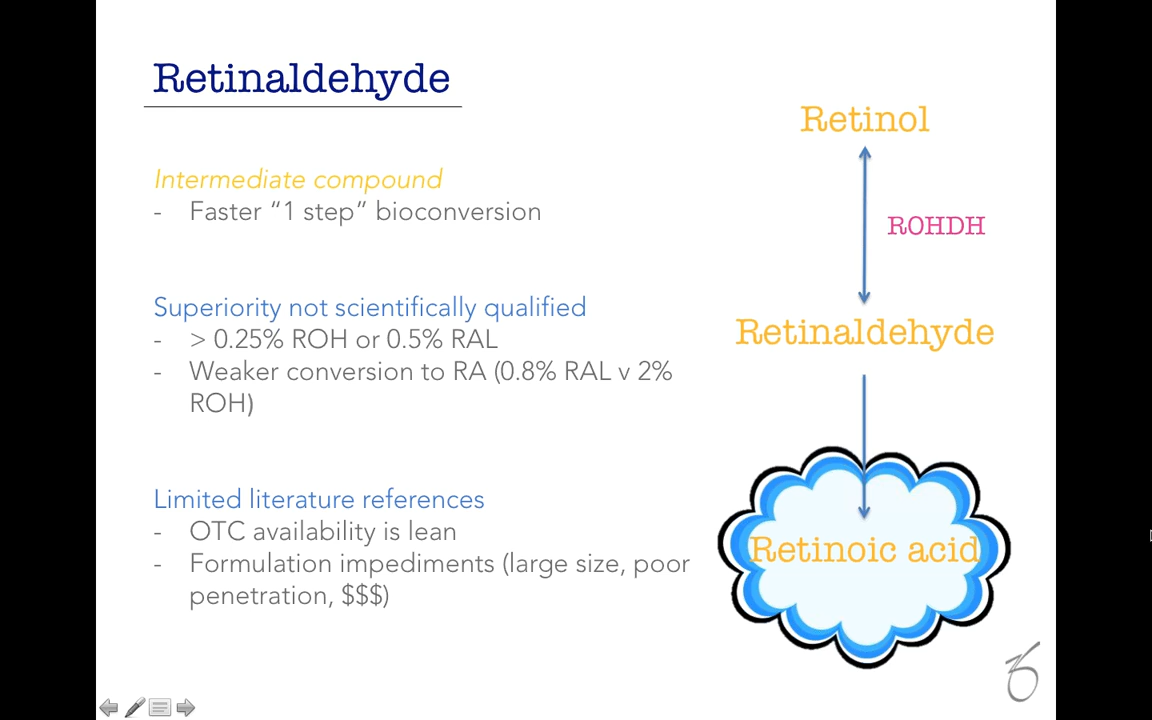 Retinaldehyde
Intermediate compound
- Faster “1 step” bioconversion
Superiority not scientifically qualified
- > 0.25% ROH or 0.5% RAL
- Weaker conversion to RA (0.8% RAL v 2%
ROH)
Limited literature references
- OTC availability is lean
- Formulation impediments (large size, poor
penetration, $$$)
Retinol
ROHDH
Retinaldehyde
Retinoic acid